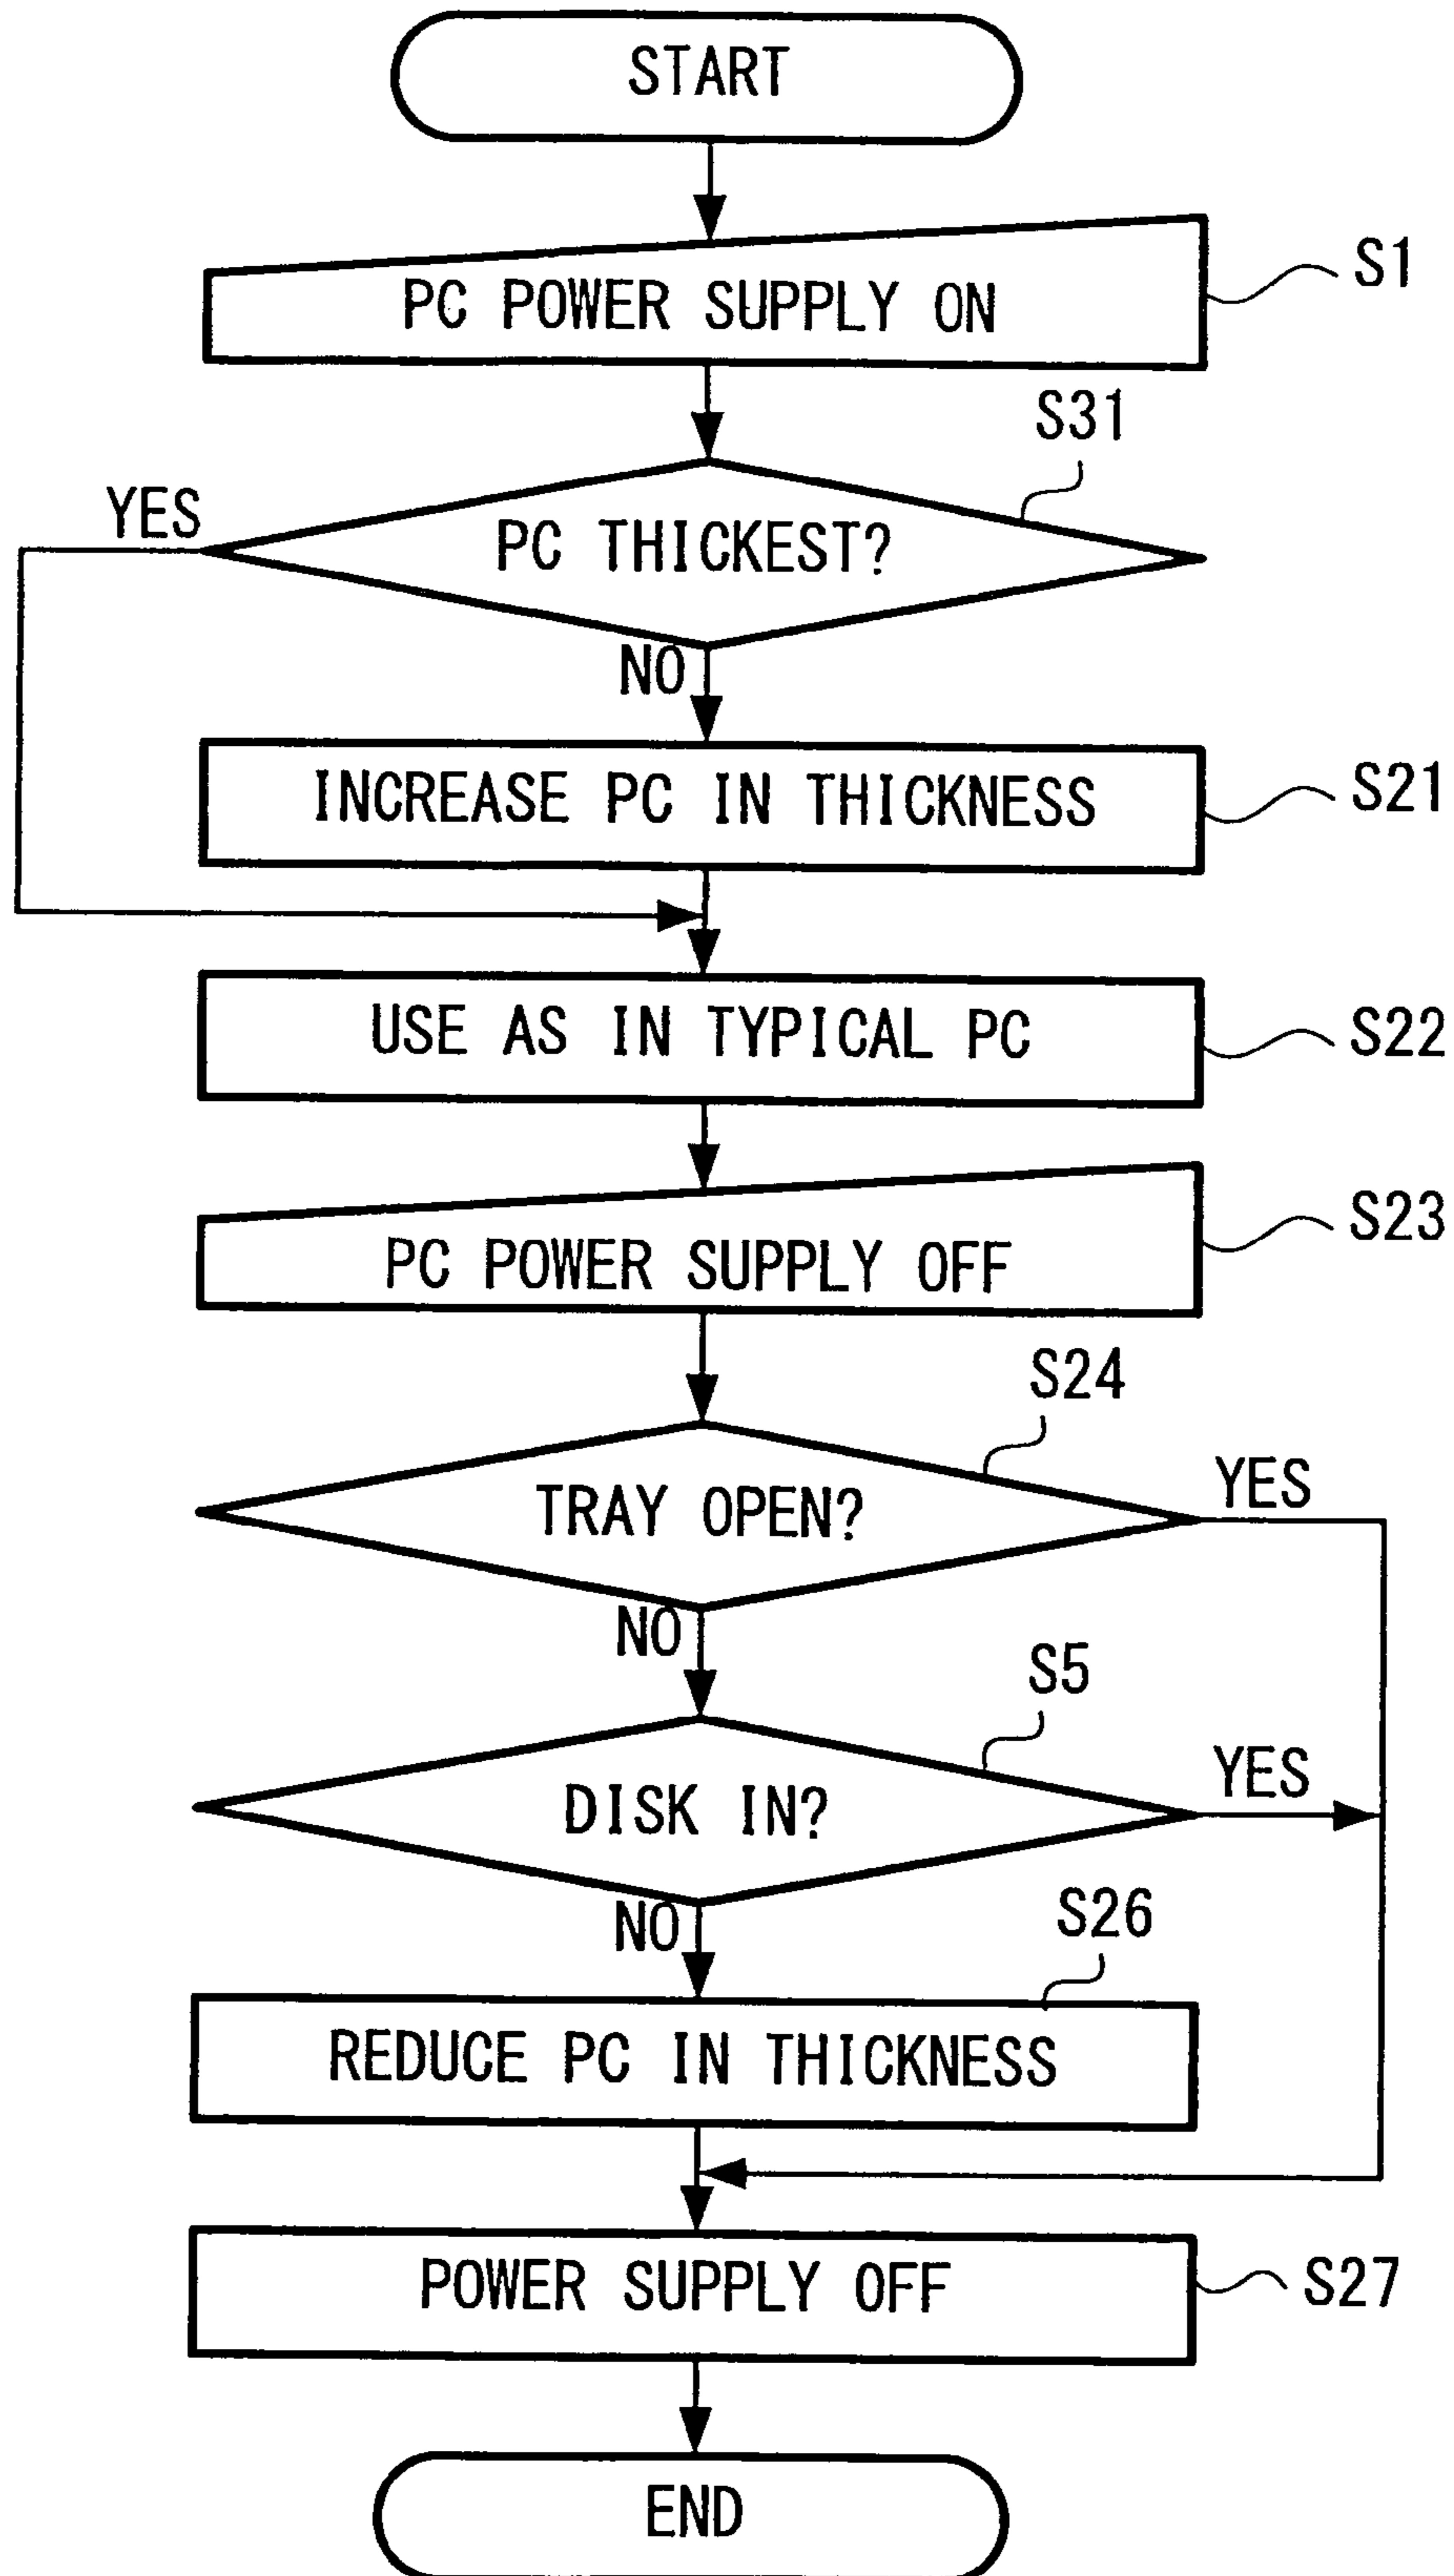 START
PC POWER SUPPLY ON
S1
S31
YES
PC THICKEST?
NO
INCREASE PC IN THICKNESS
S21
USE AS IN TYPICAL PC
S22
PC POWER SUPPLY OFF
S23
S24
TRAY OPEN?
YES
NO
S5
DISK IN?
YES
NO
S26
REDUCE PC IN THICKNESS
POWER SUPPLY OFF
S27
END